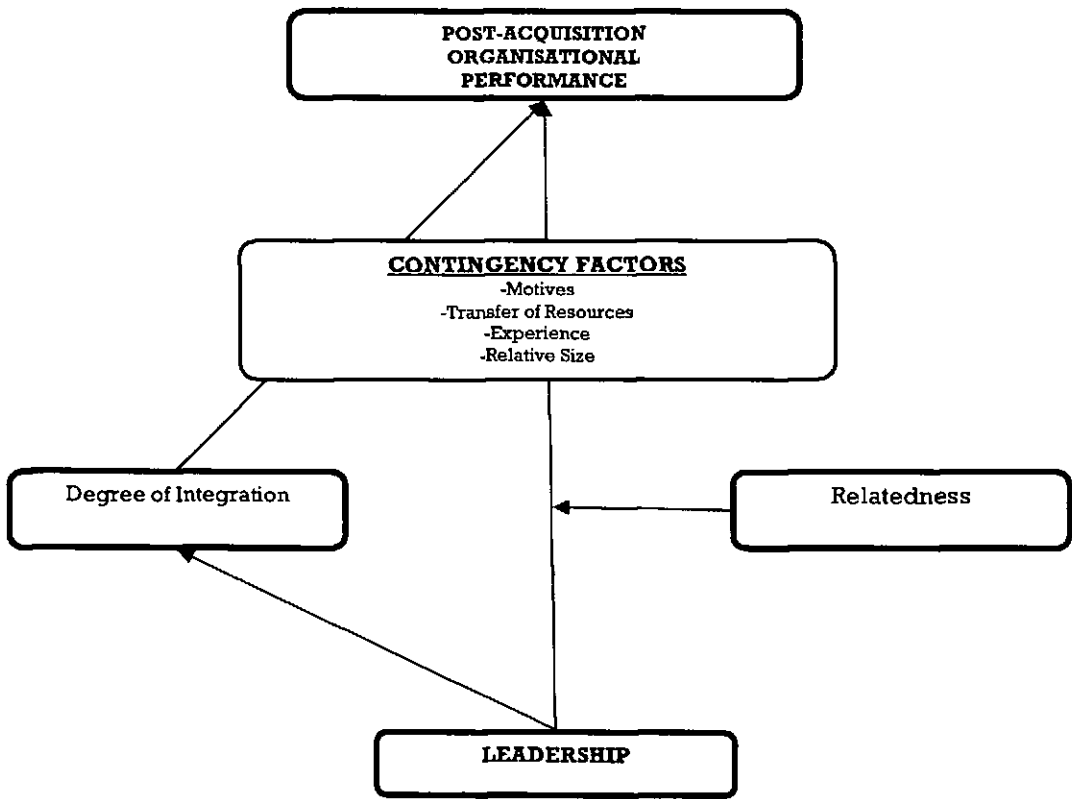 POST-ACQUISITION
ORGANISATIONAL
PERFORMANCE
CONTINGENCY FACTORS
-Motives
-Transfer of Resources
-Experience
-Relative Size
Degree of Integration
Relatedness
LEADERSHIP